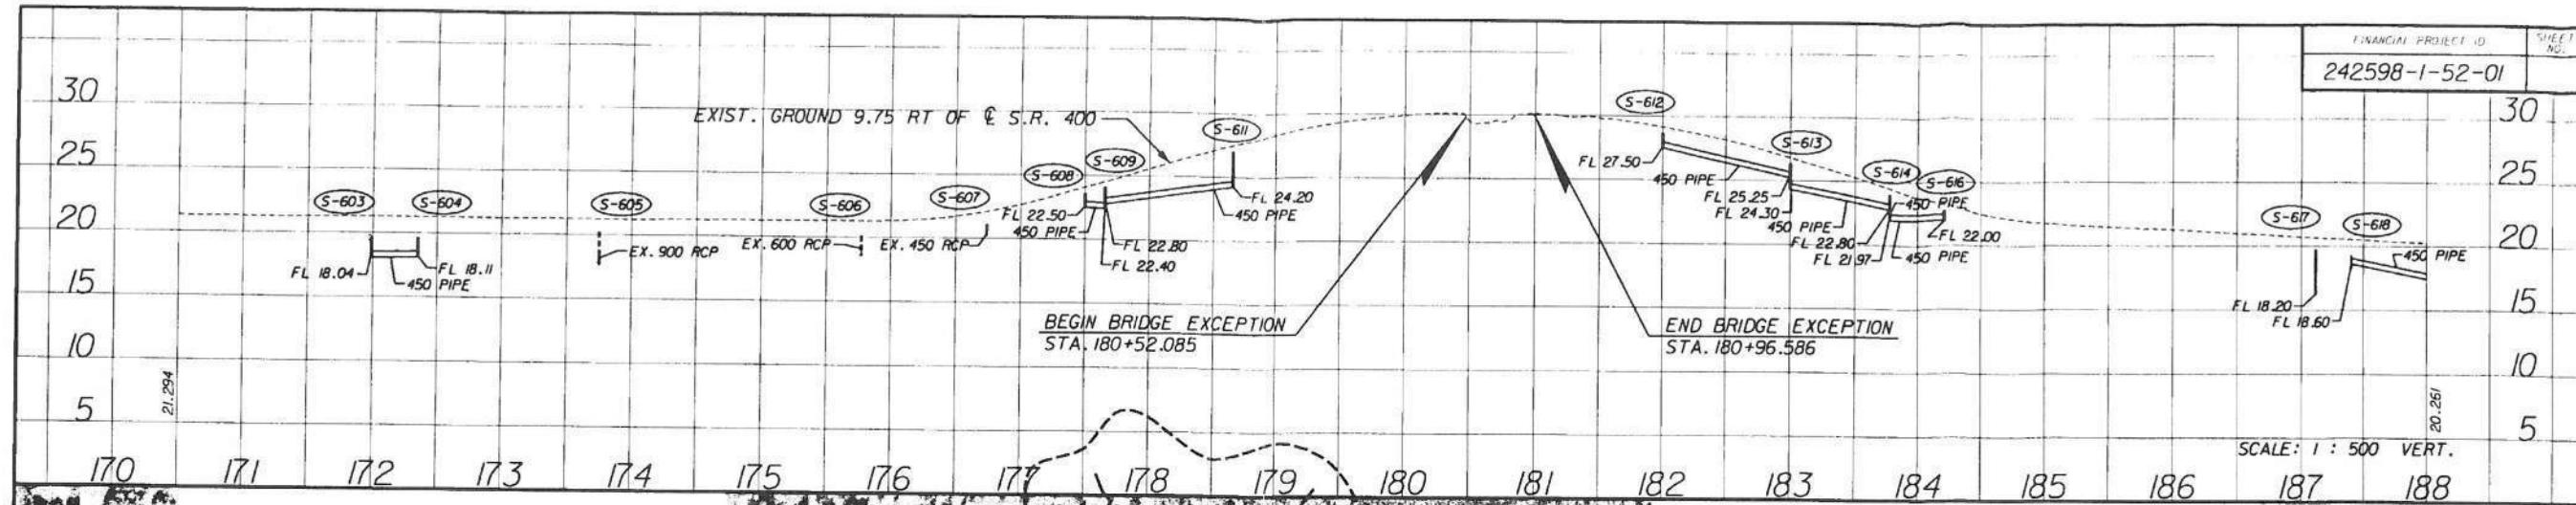 FINANCIAL PROJECT ID
SHEET NO.
242598-1-52-01
30
25
20
15
10
5
30
25
20
15
10
5
EXIST. GROUND 9.75 RT OF ℄ S.R. 400
S-603
S-604
S-605
S-606
S-607
S-608
S-609
S-611
S-612
S-613
S-614
S-616
S-617
S-618
FL 18.04
FL 18.11
450 PIPE
EX. 900 RCP
EX. 600 RCP
EX. 450 RCP
FL 22.50
450 PIPE
FL 22.80
FL 22.40
FL 24.20
450 PIPE
FL 27.50
450 PIPE
FL 25.25
FL 24.30
450 PIPE
FL 22.80
FL 21.97
450 PIPE
450 PIPE
FL 22.00
FL 18.20
FL 18.60
450 PIPE
BEGIN BRIDGE EXCEPTION
STA. 180+52.085
END BRIDGE EXCEPTION
STA. 180+96.586
21.294
20.261
SCALE: 1 : 500 VERT.
170 171 172 173 174 175 176 177 178 179 180 181 182 183 184 185 186 187 188